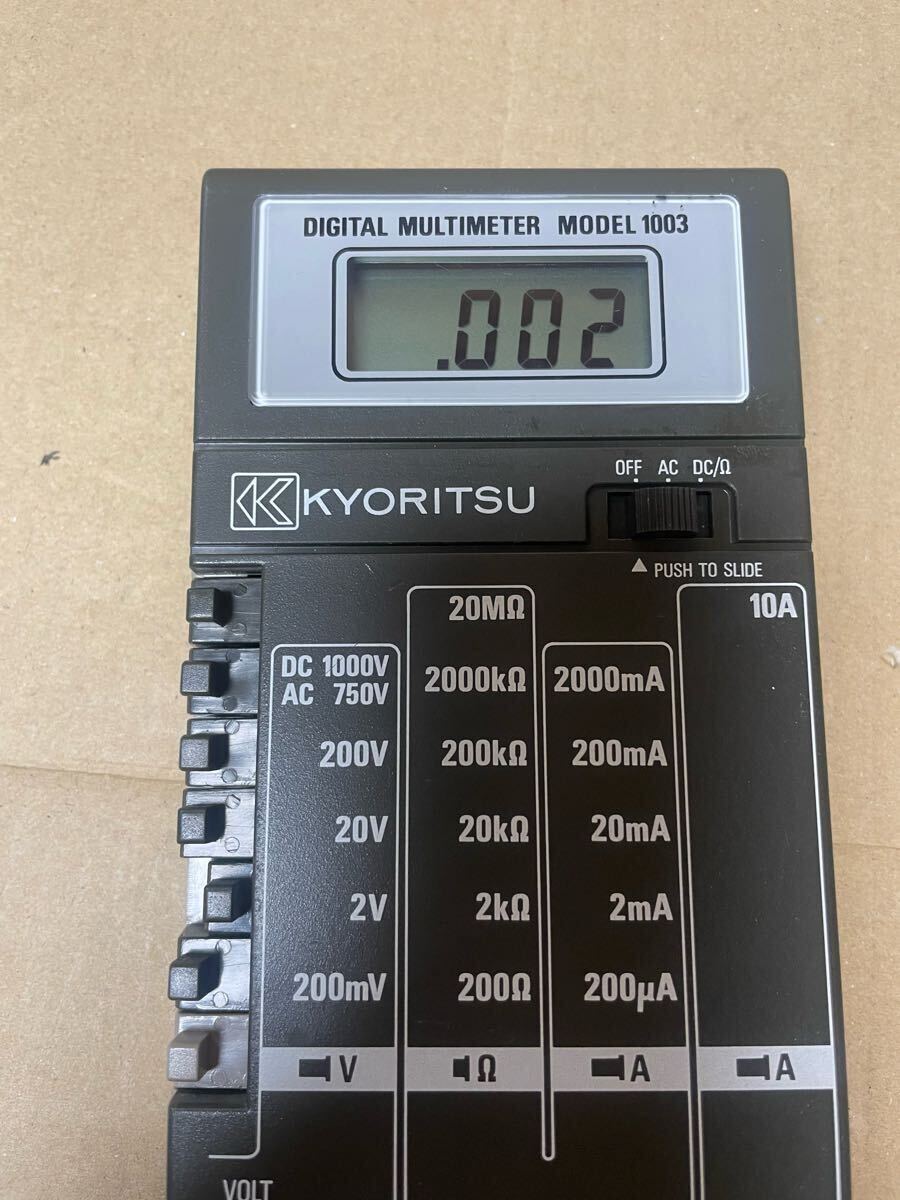 DIGITAL MULTIMETER MODEL 1003
.002
KYORITSU
OFF AC DC/Ω
▲ PUSH TO SLIDE
20MΩ 10A
DC 1000V
AC 750V
2000kΩ 2000mA
200V 200kΩ 200mA
20V 20kΩ 20mA
2V 2kΩ 2mA
200mV 200Ω 200µA
V Ω A A
VOLT